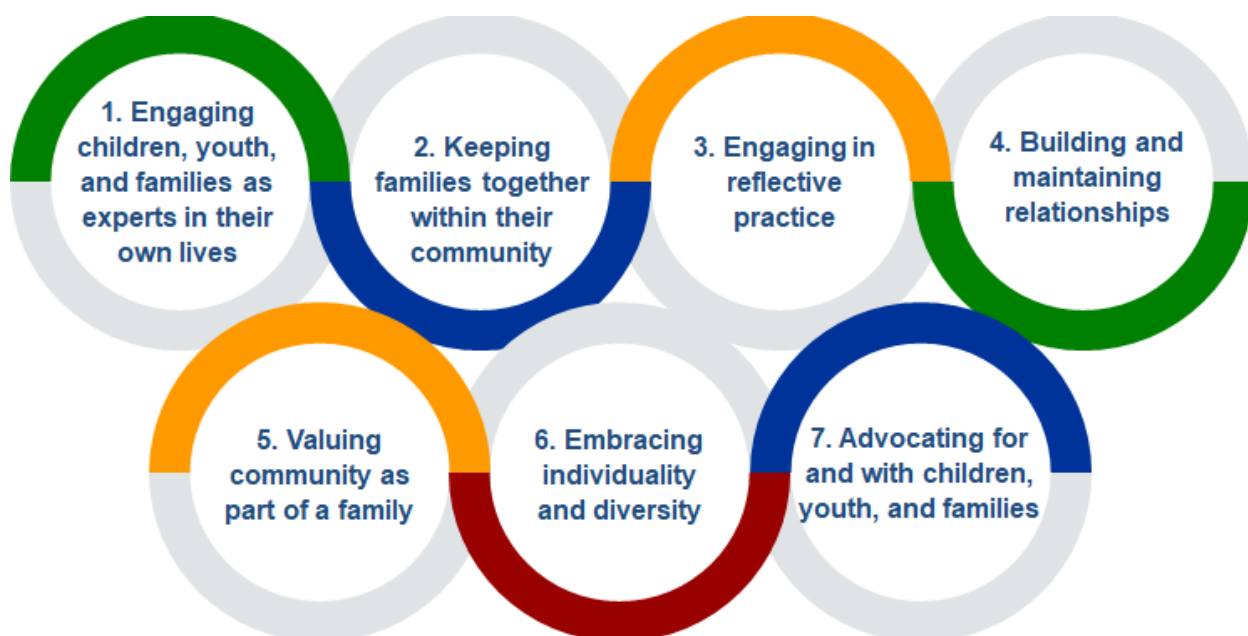 1. Engaging
children, youth,
and families as
experts in their
own lives
2. Keeping
families together
within their
community
3. Engaging in
reflective
practice
4. Building and
maintaining
relationships
5. Valuing
community as
part of a family
6. Embracing
individuality
and diversity
7. Advocating for
and with children,
youth, and families